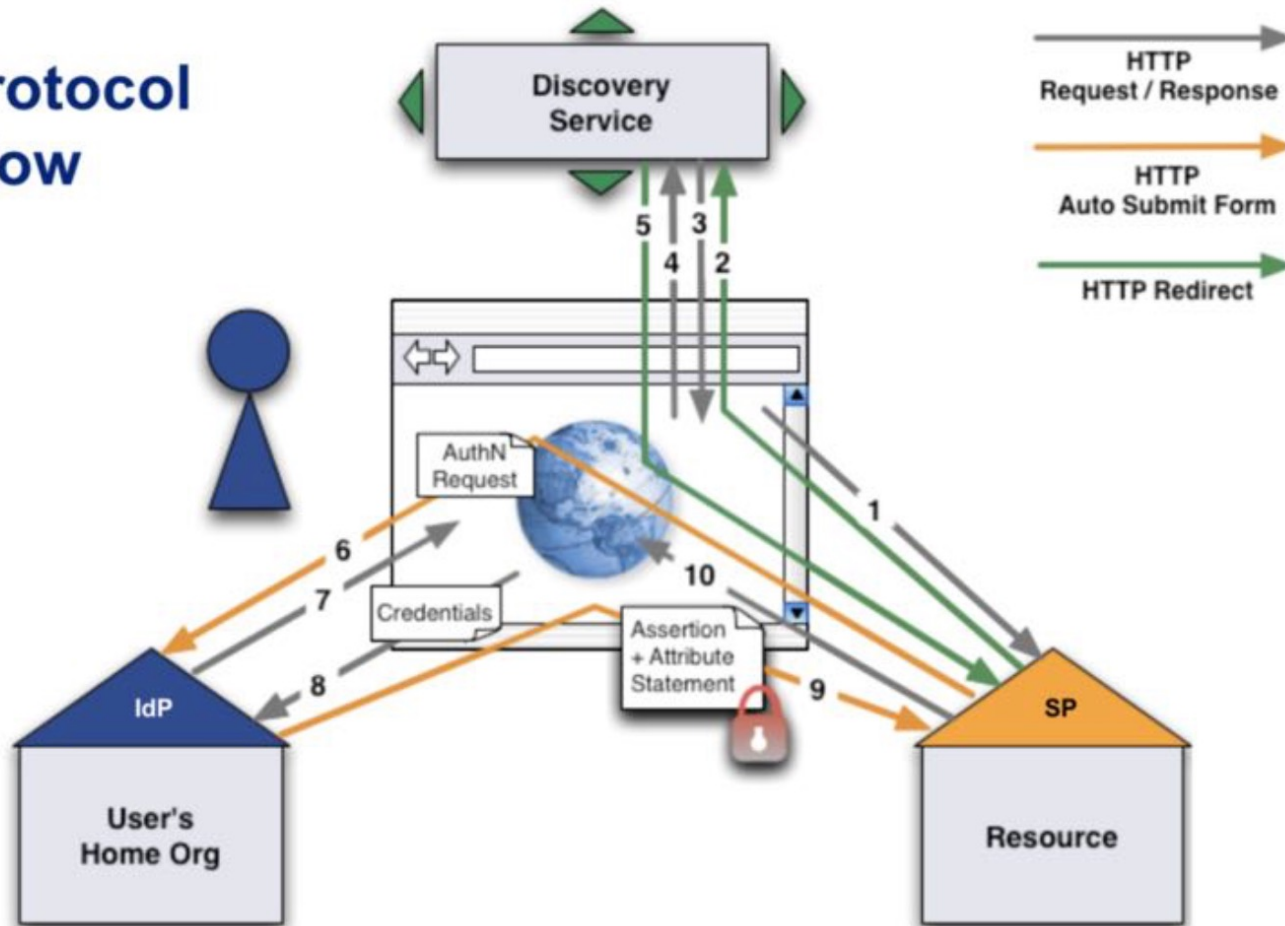 rotocol
ow
Discovery
Service
HTTP
Request / Response
HTTP
Auto Submit Form
HTTP Redirect
5
3
4
2
AuthN
Request
1
6
10
7
Credentials
Assertion
+ Attribute
Statement
8
9
IdP
SP
User's
Home Org
Resource